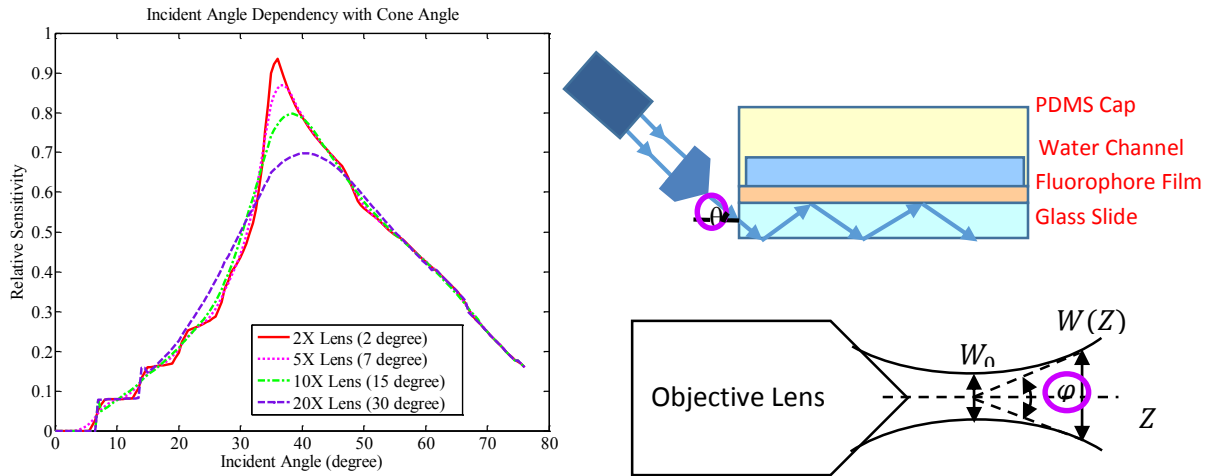 Incident Angle Dependency with Cone Angle
Relative Sensitivity
1
0.9
0.8
0.7
0.6
0.5
0.4
0.3
0.2
0.1
0
0 10 20 30 40 50 60 70 80
Incident Angle (degree)
2X Lens (2 degree)
5X Lens (7 degree)
10X Lens (15 degree)
20X Lens (30 degree)
PDMS Cap
Water Channel
Fluorophore Film
Glass Slide
θ
Objective Lens
W₀
W(Z)
φ
Z